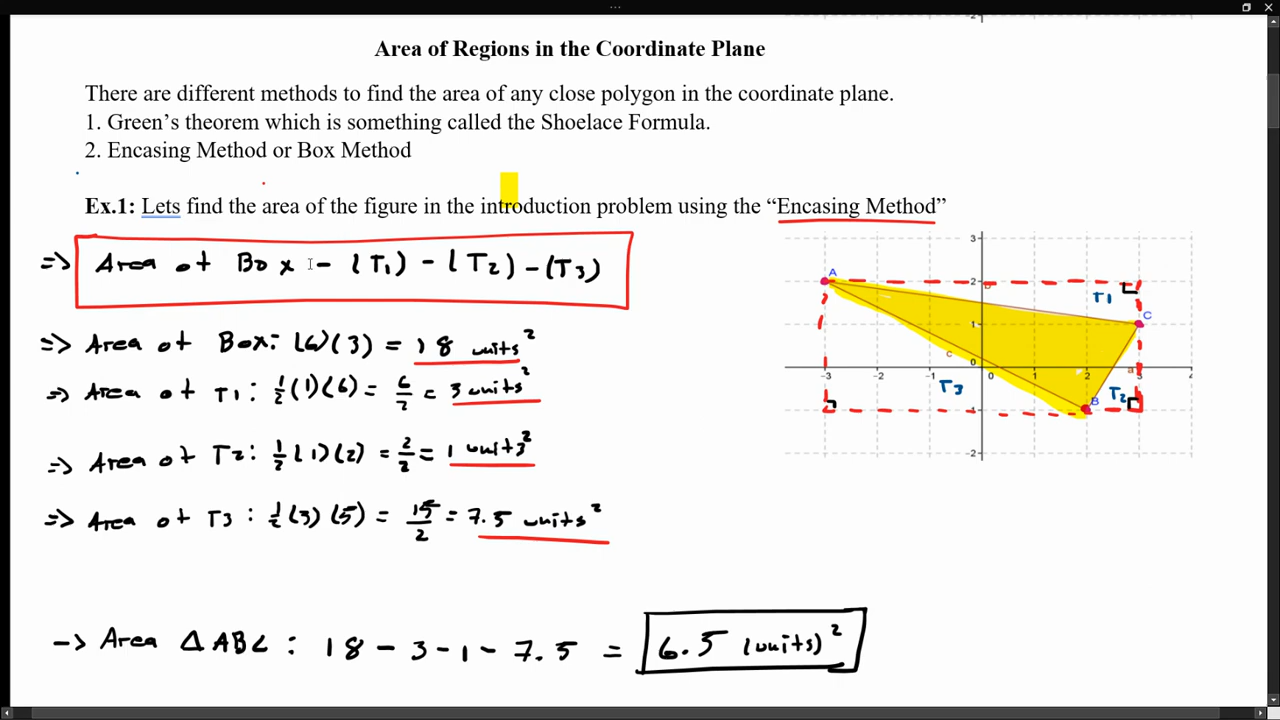 Area of Regions in the Coordinate Plane
There are different methods to find the area of any close polygon in the coordinate plane.
1. Green’s theorem which is something called the Shoelace Formula.
2. Encasing Method or Box Method
Ex.1: Lets find the area of the figure in the introduction problem using the “Encasing Method”
=> Area of Box - (T1) - (T2) - (T3)
=> Area of Box: (6)(3) = 18 units²
=> Area of T1: ½(1)(6) = 6/2 = 3 units²
=> Area of T2: ½(1)(2) = 2/2 = 1 units²
=> Area of T3: ½(3)(5) = 15/2 = 7.5 units²
-> Area ΔABC: 18 - 3 - 1 - 7.5 = 6.5 (units)²
-2
3
A 2 b T1
1 C
c 0 a
-3 -2 -1 0 1 2 3 4
T3 T2
-1 B
-2